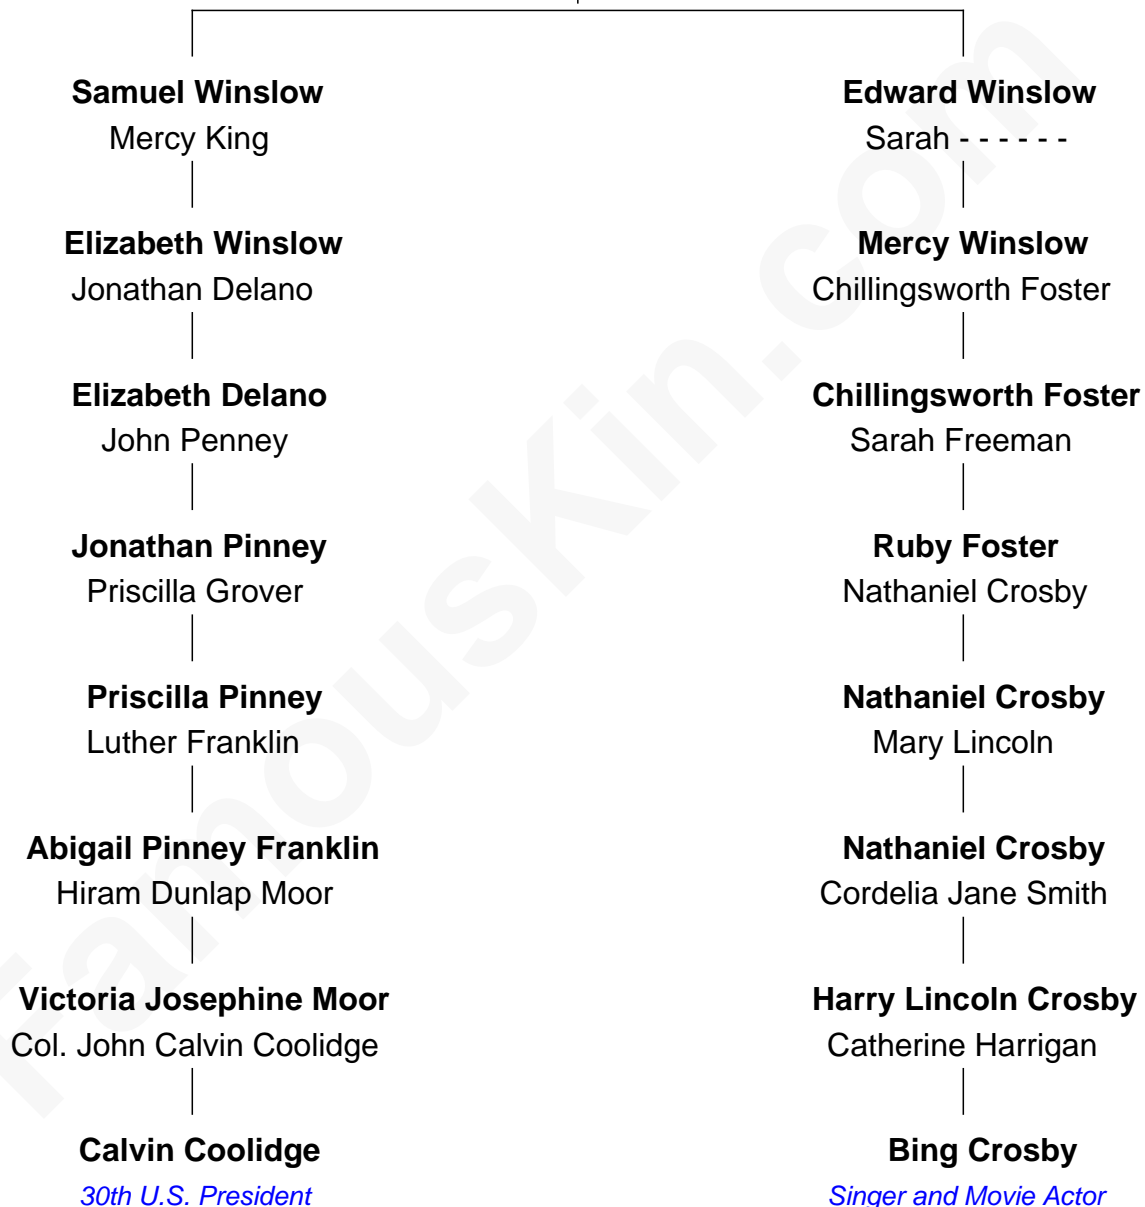 Samuel Winslow
Mercy King
Edward Winslow
Sarah - - - - - -
Elizabeth Winslow
Jonathan Delano
Mercy Winslow
Chillingsworth Foster
Elizabeth Delano
John Penney
Chillingsworth Foster
Sarah Freeman
Jonathan Pinney
Priscilla Grover
Ruby Foster
Nathaniel Crosby
Priscilla Pinney
Luther Franklin
Nathaniel Crosby
Mary Lincoln
Abigail Pinney Franklin
Hiram Dunlap Moor
Nathaniel Crosby
Cordelia Jane Smith
Victoria Josephine Moor
Col. John Calvin Coolidge
Harry Lincoln Crosby
Catherine Harrigan
Calvin Coolidge
30th U.S. President
Bing Crosby
Singer and Movie Actor
FamousKin.com